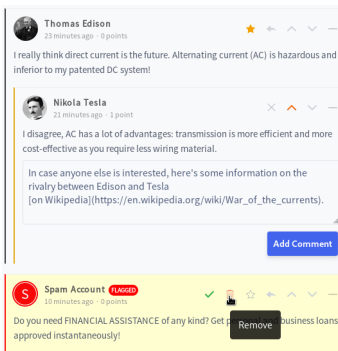 Thomas Edison
23 minutes ago · 0 points
I really think direct current is the future. Alternating current (AC) is hazardous and
inferior to my patented DC system!
Nikola Tesla
21 minutes ago · 1 point
I disagree, AC has a lot of advantages: transmission is more efficient and more
cost-effective as you require less wiring material.
In case anyone else is interested, here's some information on the
rivalry between Edison and Tesla
[on Wikipedia](https://en.wikipedia.org/wiki/War_of_the_currents).
Add Comment
S
Spam Account FLAGGED
10 minutes ago · 0 points
Do you need FINANCIAL ASSISTANCE of any kind? Get personal and business loans
approved instantaneously!
Remove